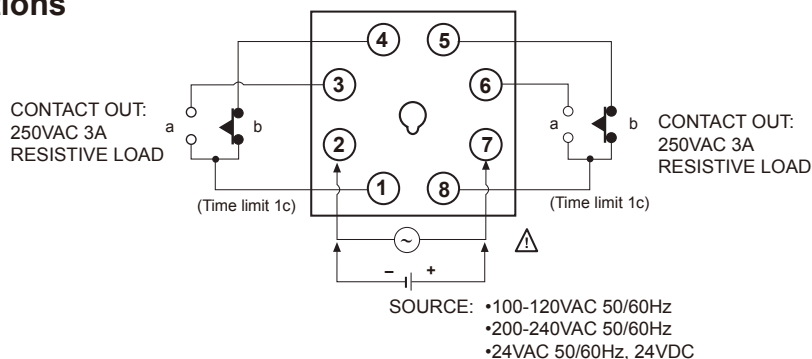 tions
4 5
3 6
CONTACT OUT:
250VAC 3A
RESISTIVE LOAD
a b
a b
CONTACT OUT:
250VAC 3A
RESISTIVE LOAD
2 7
1 8
(Time limit 1c)
(Time limit 1c)
~
!
– +
SOURCE: •100-120VAC 50/60Hz
•200-240VAC 50/60Hz
•24VAC 50/60Hz, 24VDC